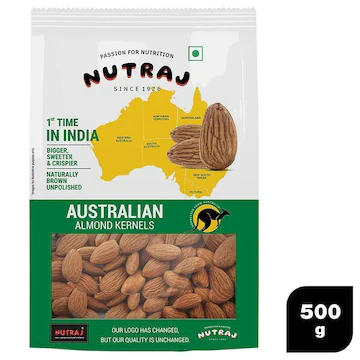 PASSION FOR NUTRITION
NUTRAJ
SINCE 1920
1ST TIME
IN INDIA
BIGGER,
SWEETER &
CRISPIER
NATURALLY
BROWN
UNPOLISHED
AUSTRALIAN
ALMOND KERNELS
NUTRAJ
OUR LOGO HAS CHANGED,
BUT OUR QUALITY IS UNCHANGED.
NUTRAJ
500
g